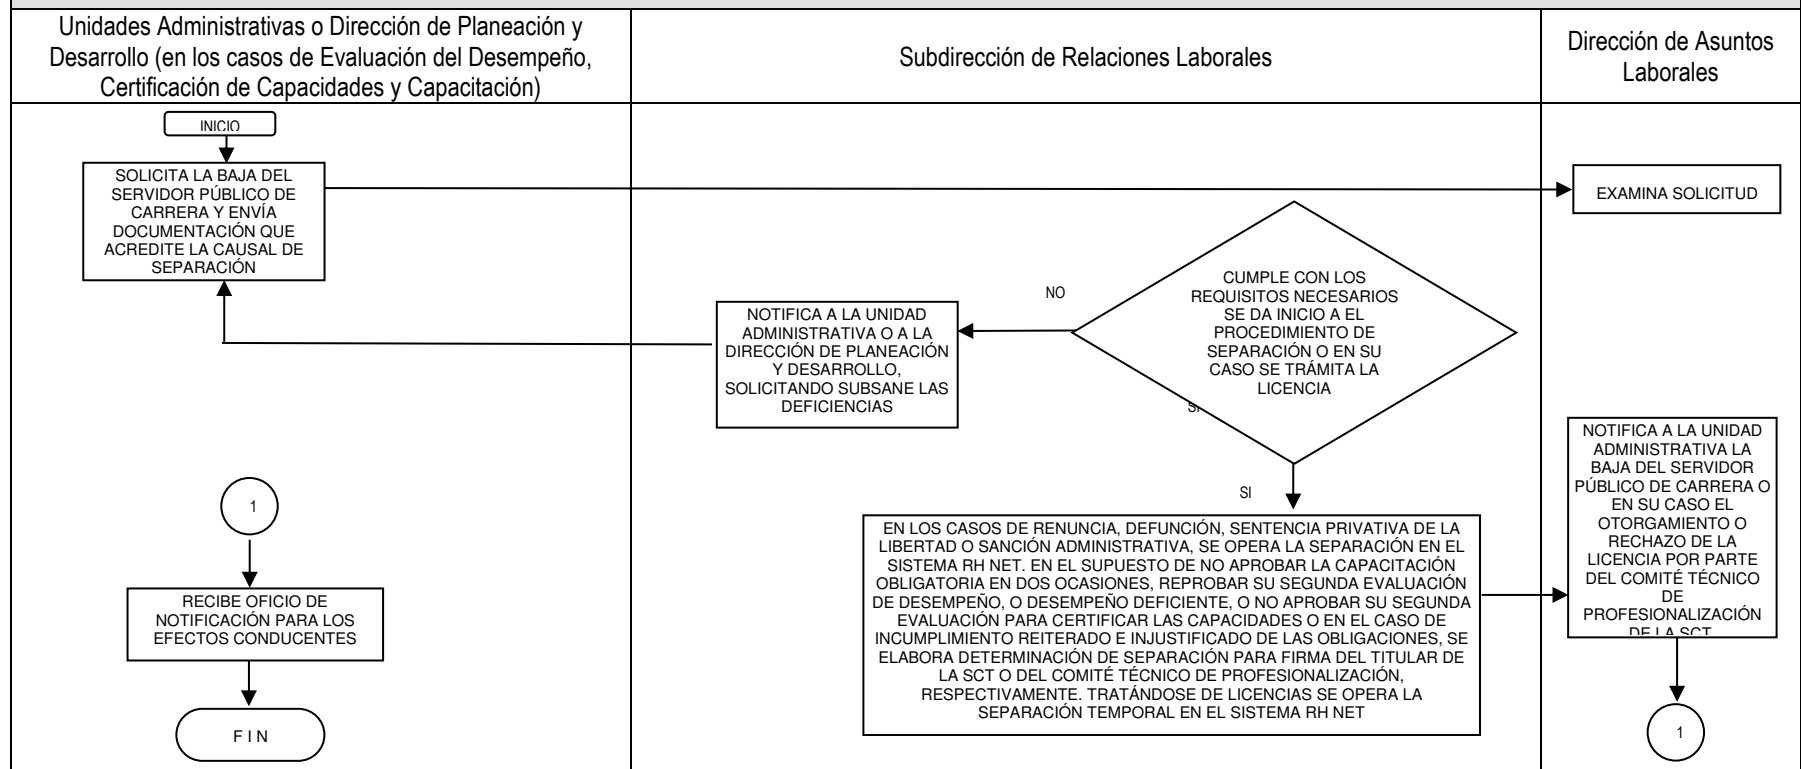 Unidades Administrativas o Dirección de Planeación y
Desarrollo (en los casos de Evaluación del Desempeño,
Certificación de Capacidades y Capacitación)
Subdirección de Relaciones Laborales
Dirección de Asuntos
Laborales
INICIO
SOLICITA LA BAJA DEL
SERVIDOR PÚBLICO DE
CARRERA Y ENVÍA
DOCUMENTACIÓN QUE
ACREDITE LA CAUSAL DE
SEPARACIÓN
EXAMINA SOLICITUD
CUMPLE CON LOS
REQUISITOS NECESARIOS
SE DA INICIO A EL
PROCEDIMIENTO DE
SEPARACIÓN O EN SU
CASO SE TRÁMITA LA
LICENCIA
NO
NOTIFICA A LA UNIDAD
ADMINISTRATIVA O A LA
DIRECCIÓN DE PLANEACIÓN
Y DESARROLLO,
SOLICITANDO SUBSANE LAS
DEFICIENCIAS
SI
SI
EN LOS CASOS DE RENUNCIA, DEFUNCIÓN, SENTENCIA PRIVATIVA DE LA
LIBERTAD O SANCIÓN ADMINISTRATIVA, SE OPERA LA SEPARACIÓN EN EL
SISTEMA RH NET. EN EL SUPUESTO DE NO APROBAR LA CAPACITACIÓN
OBLIGATORIA EN DOS OCASIONES, REPROBAR SU SEGUNDA EVALUACIÓN
DE DESEMPEÑO, O DESEMPEÑO DEFICIENTE, O NO APROBAR SU SEGUNDA
EVALUACIÓN PARA CERTIFICAR LAS CAPACIDADES O EN EL CASO DE
INCUMPLIMIENTO REITERADO E INJUSTIFICADO DE LAS OBLIGACIONES, SE
ELABORA DETERMINACIÓN DE SEPARACIÓN PARA FIRMA DEL TITULAR DE
LA SCT O DEL COMITÉ TÉCNICO DE PROFESIONALIZACIÓN,
RESPECTIVAMENTE. TRATÁNDOSE DE LICENCIAS SE OPERA LA
SEPARACIÓN TEMPORAL EN EL SISTEMA RH NET
NOTIFICA A LA UNIDAD
ADMINISTRATIVA LA
BAJA DEL SERVIDOR
PÚBLICO DE CARRERA O
EN SU CASO EL
OTORGAMIENTO O
RECHAZO DE LA
LICENCIA POR PARTE
DEL COMITÉ TÉCNICO
DE
PROFESIONALIZACIÓN
DE LA SCT
1
1
RECIBE OFICIO DE
NOTIFICACIÓN PARA LOS
EFECTOS CONDUCENTES
F I N